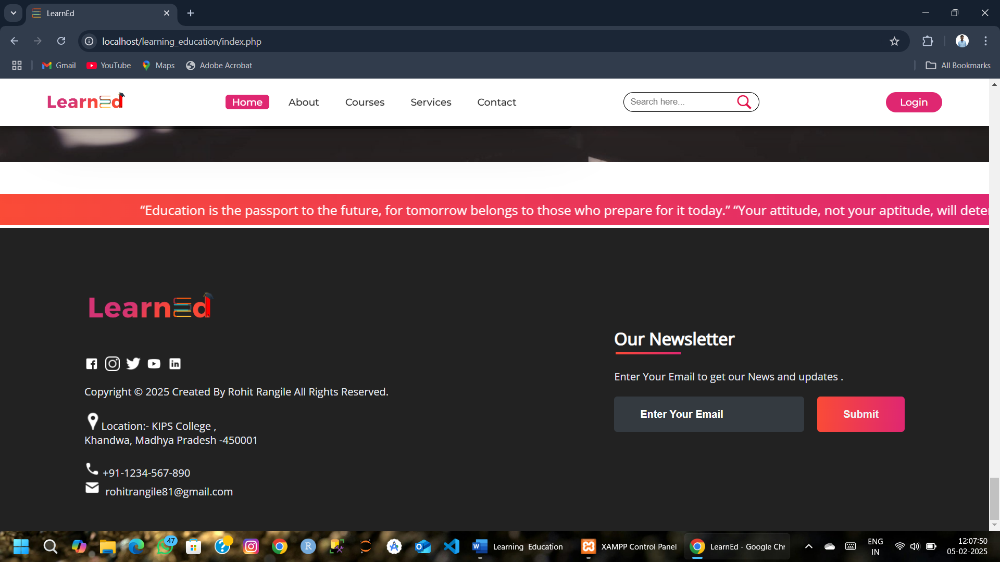 LearnEd
localhost/learning_education/index.php
Gmail YouTube Maps Adobe Acrobat All Bookmarks
LearnEd Home About Courses Services Contact Search here... Login
“Education is the passport to the future, for tomorrow belongs to those who prepare for it today.” “Your attitude, not your aptitude, will deter
LearnEd
Copyright © 2025 Created By Rohit Rangile All Rights Reserved.
Location:- KIPS College ,
Khandwa, Madhya Pradesh -450001
+91-1234-567-890
rohitrangile81@gmail.com
Our Newsletter
Enter Your Email to get our News and updates .
Enter Your Email Submit
47 Learning Education XAMPP Control Panel LearnEd - Google Chr
ENG
IN
12:07:50
05-02-2025